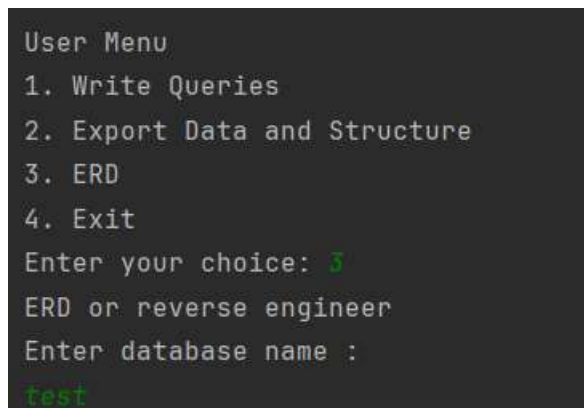 User Menu
1. Write Queries
2. Export Data and Structure
3. ERD
4. Exit
Enter your choice: 3
ERD or reverse engineer
Enter database name :
test